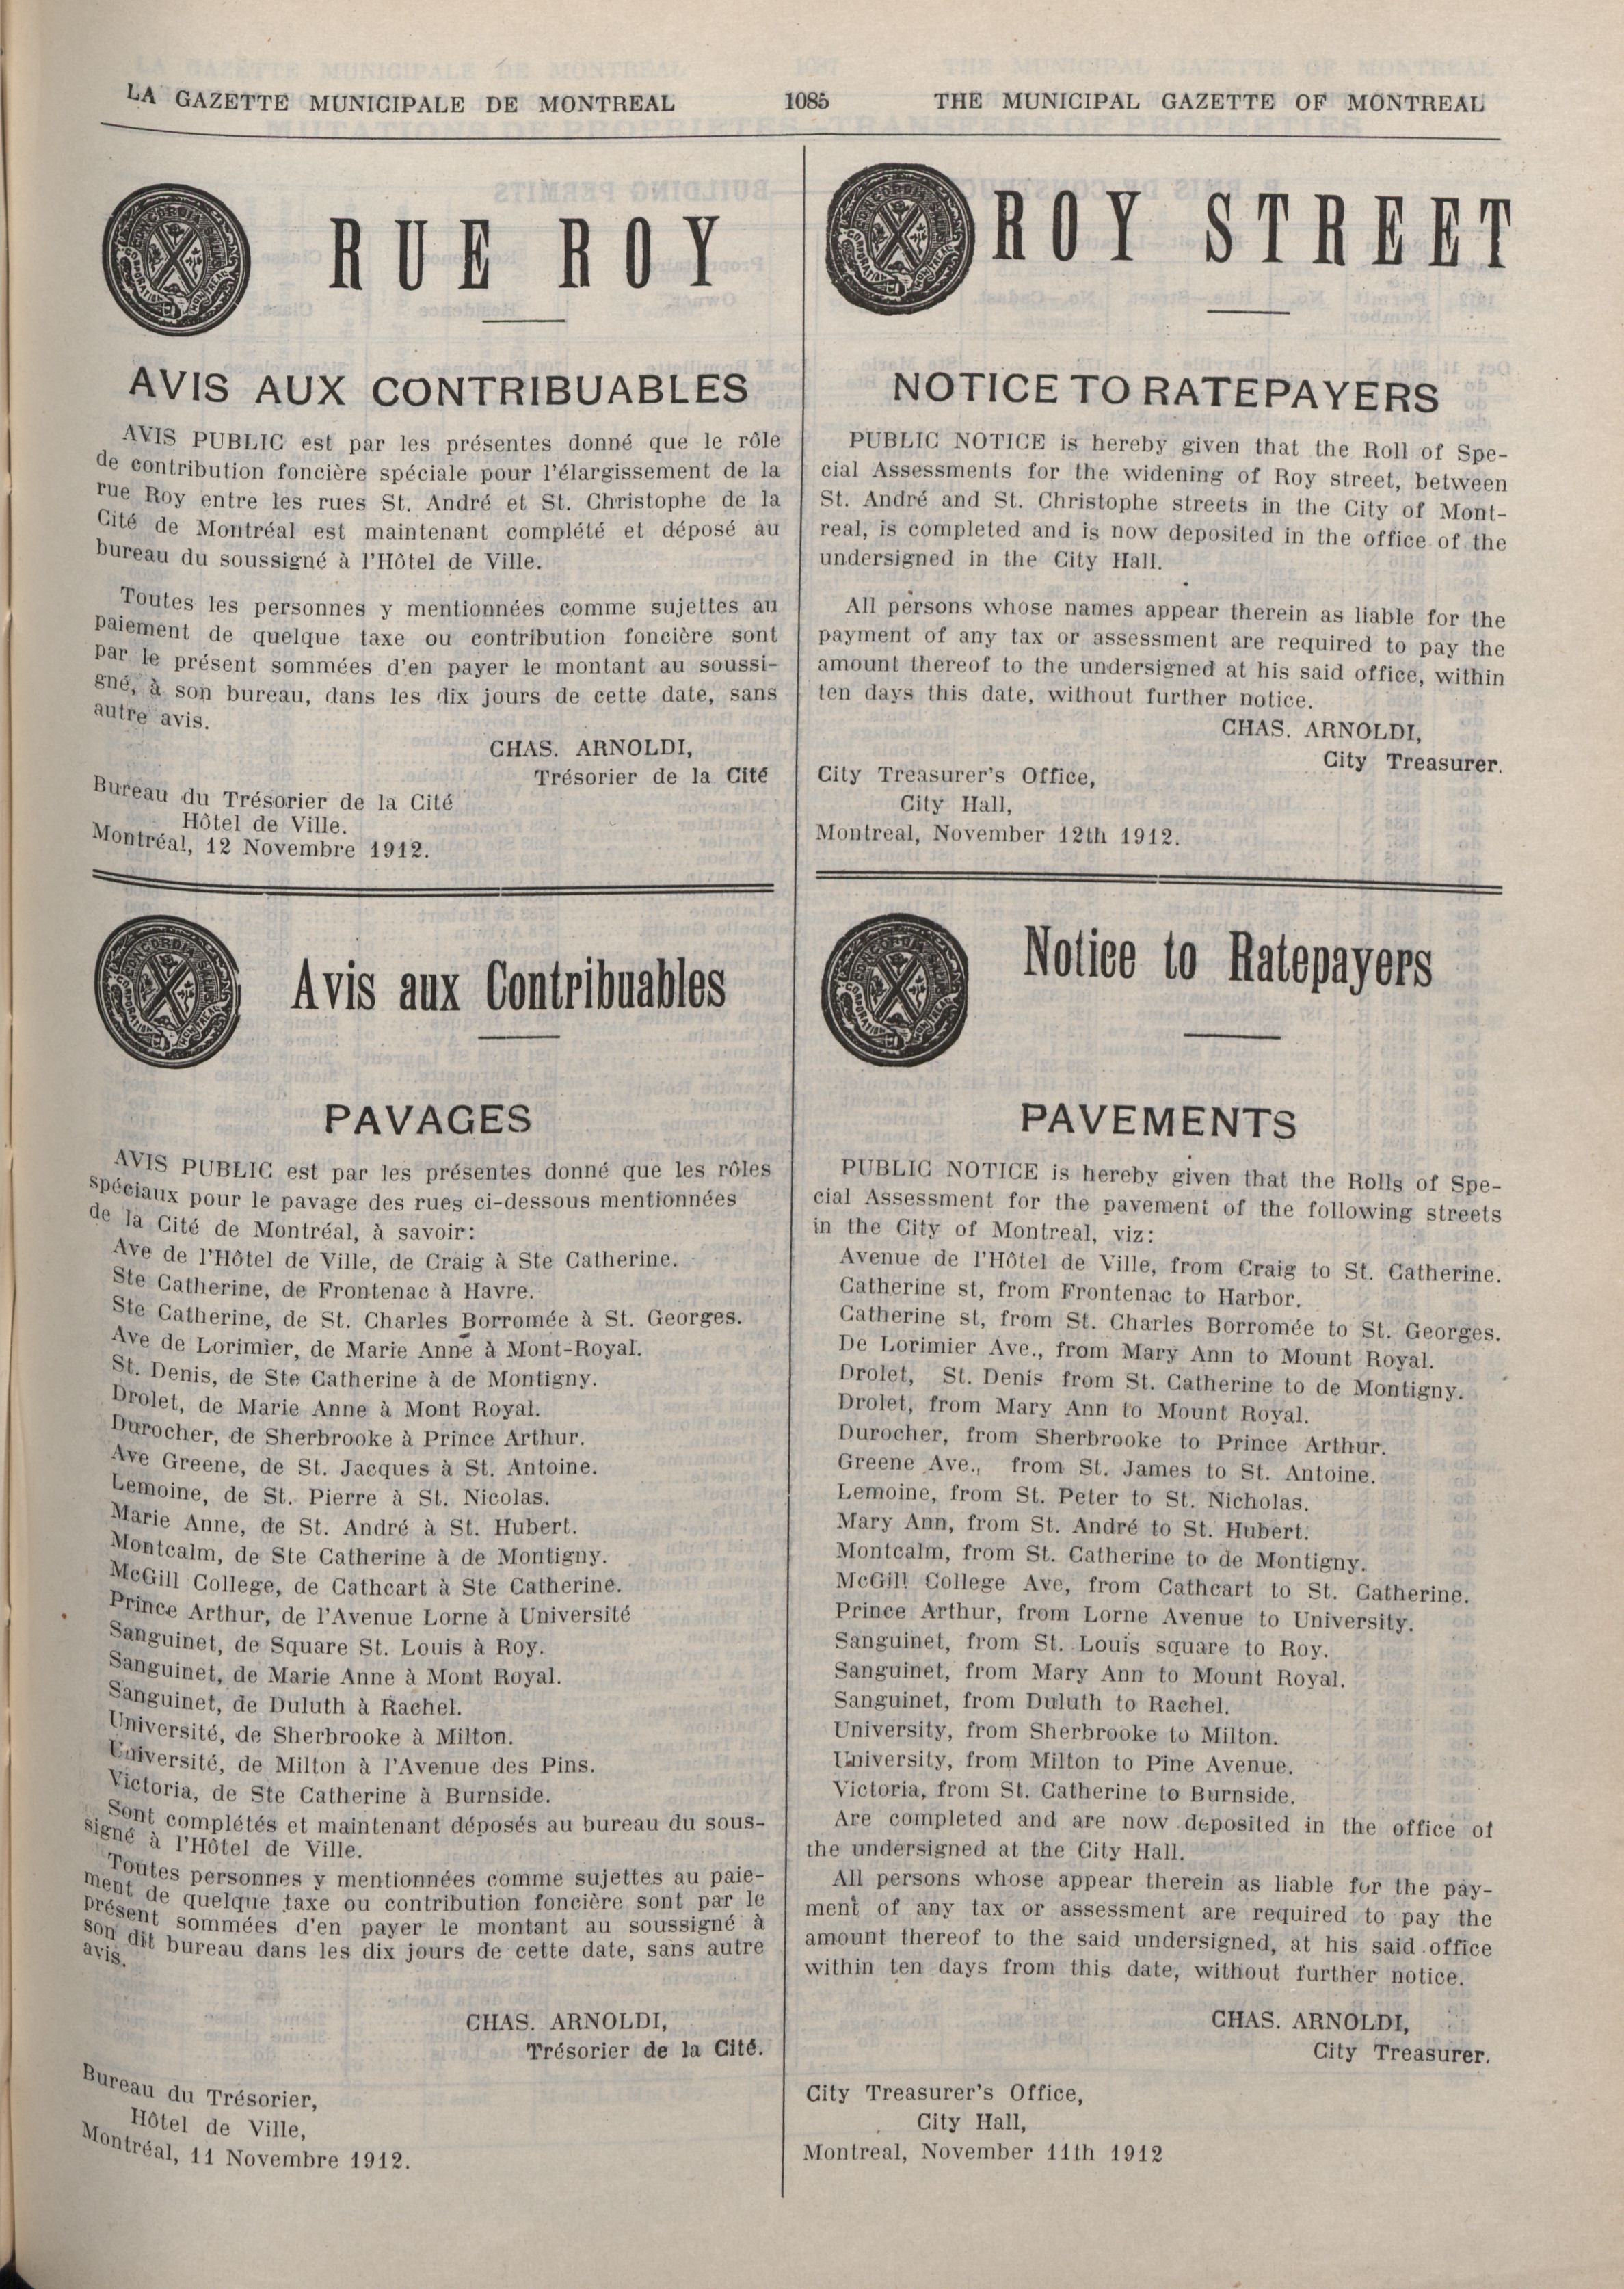 LA GAZETTE MUNICIPALE DE MONTREAL 1085 THE MUNICIPAL GAZETTE OF MONTREAL
RUE ROY
AVIS AUX CONTRIBUABLES
AVIS PUBLIC est par les présentes donné que le rôle
de contribution foncière spéciale pour l'élargissement de la
rue Roy entre les rues St. André et St. Christophe de la
Cité de Montréal est maintenant complété et déposé au
bureau du soussigné à l'Hôtel de Ville.
Toutes les personnes y mentionnées comme sujettes au
paiement de quelque taxe ou contribution foncière sont
par le présent sommées d'en payer le montant au soussi-
gné, à son bureau, dans les dix jours de cette date, sans
autre avis.
CHAS. ARNOLDI,
Trésorier de la Cité
Bureau du Trésorier de la Cité
Hôtel de Ville.
Montréal, 12 Novembre 1912.
Avis aux Contribuables
PAVAGES
AVIS PUBLIC est par les présentes donné que les rôles
spéciaux pour le pavage des rues ci-dessous mentionnées
de la Cité de Montréal, à savoir:
Ave de l'Hôtel de Ville, de Craig à Ste Catherine.
Ste Catherine, de Frontenac à Havre.
Ste Catherine, de St. Charles Borromée à St. Georges.
Ave de Lorimier, de Marie Anne à Mont-Royal.
St. Denis, de Ste Catherine à de Montigny.
Drolet, de Marie Anne à Mont Royal.
Durocher, de Sherbrooke à Prince Arthur.
Ave Greene, de St. Jacques à St. Antoine.
Lemoine, de St. Pierre à St. Nicolas.
Marie Anne, de St. André à St. Hubert.
Montcalm, de Ste Catherine à de Montigny.
McGill College, de Cathcart à Ste Catherine.
Prince Arthur, de l'Avenue Lorne à Université
Sanguinet, de Square St. Louis à Roy.
Sanguinet, de Marie Anne à Mont Royal.
Sanguinet, de Duluth à Rachel.
Université, de Sherbrooke à Milton.
Université, de Milton à l'Avenue des Pins.
Victoria, de Ste Catherine à Burnside.
Sont complétés et maintenant déposés au bureau du sous-
signé à l'Hôtel de Ville.
Toutes personnes y mentionnées comme sujettes au paie-
ment de quelque taxe ou contribution foncière sont par le
présent sommées d'en payer le montant au soussigné à
son dit bureau dans les dix jours de cette date, sans autre
avis.
CHAS. ARNOLDI,
Trésorier de la Cité.
Bureau du Trésorier,
Hôtel de Ville,
Montréal, 11 Novembre 1912.
ROY STREET
NOTICE TO RATEPAYERS
PUBLIC NOTICE is hereby given that the Roll of Spe-
cial Assessments for the widening of Roy street, between
St. André and St. Christophe streets in the City of Mont-
real, is completed and is now deposited in the office of the
undersigned in the City Hall.
All persons whose names appear therein as liable for the
payment of any tax or assessment are required to pay the
amount thereof to the undersigned at his said office, within
ten days this date, without further notice.
CHAS. ARNOLDI,
City Treasurer.
City Treasurer's Office,
City Hall,
Montreal, November 12th 1912.
Notice to Ratepayers
PAVEMENTS
PUBLIC NOTICE is hereby given that the Rolls of Spe-
cial Assessment for the pavement of the following streets
in the City of Montreal, viz:
Avenue de l'Hôtel de Ville, from Craig to St. Catherine.
Catherine st, from Frontenac to Harbor.
Catherine st, from St. Charles Borromée to St. Georges.
De Lorimier Ave., from Mary Ann to Mount Royal.
Drolet, St. Denis from St. Catherine to de Montigny.
Drolet, from Mary Ann to Mount Royal.
Durocher, from Sherbrooke to Prince Arthur.
Greene Ave., from St. James to St. Antoine.
Lemoine, from St. Peter to St. Nicholas.
Mary Ann, from St. André to St. Hubert.
Montcalm, from St. Catherine to de Montigny.
McGill College Ave, from Cathcart to St. Catherine.
Prince Arthur, from Lorne Avenue to University.
Sanguinet, from St. Louis square to Roy.
Sanguinet, from Mary Ann to Mount Royal.
Sanguinet, from Duluth to Rachel.
University, from Sherbrooke to Milton.
University, from Milton to Pine Avenue.
Victoria, from St. Catherine to Burnside.
Are completed and are now deposited in the office of
the undersigned at the City Hall.
All persons whose appear therein as liable for the pay-
ment of any tax or assessment are required to pay the
amount thereof to the said undersigned, at his said office
within ten days from this date, without further notice.
CHAS. ARNOLDI,
City Treasurer.
City Treasurer's Office,
City Hall,
Montreal, November 11th 1912